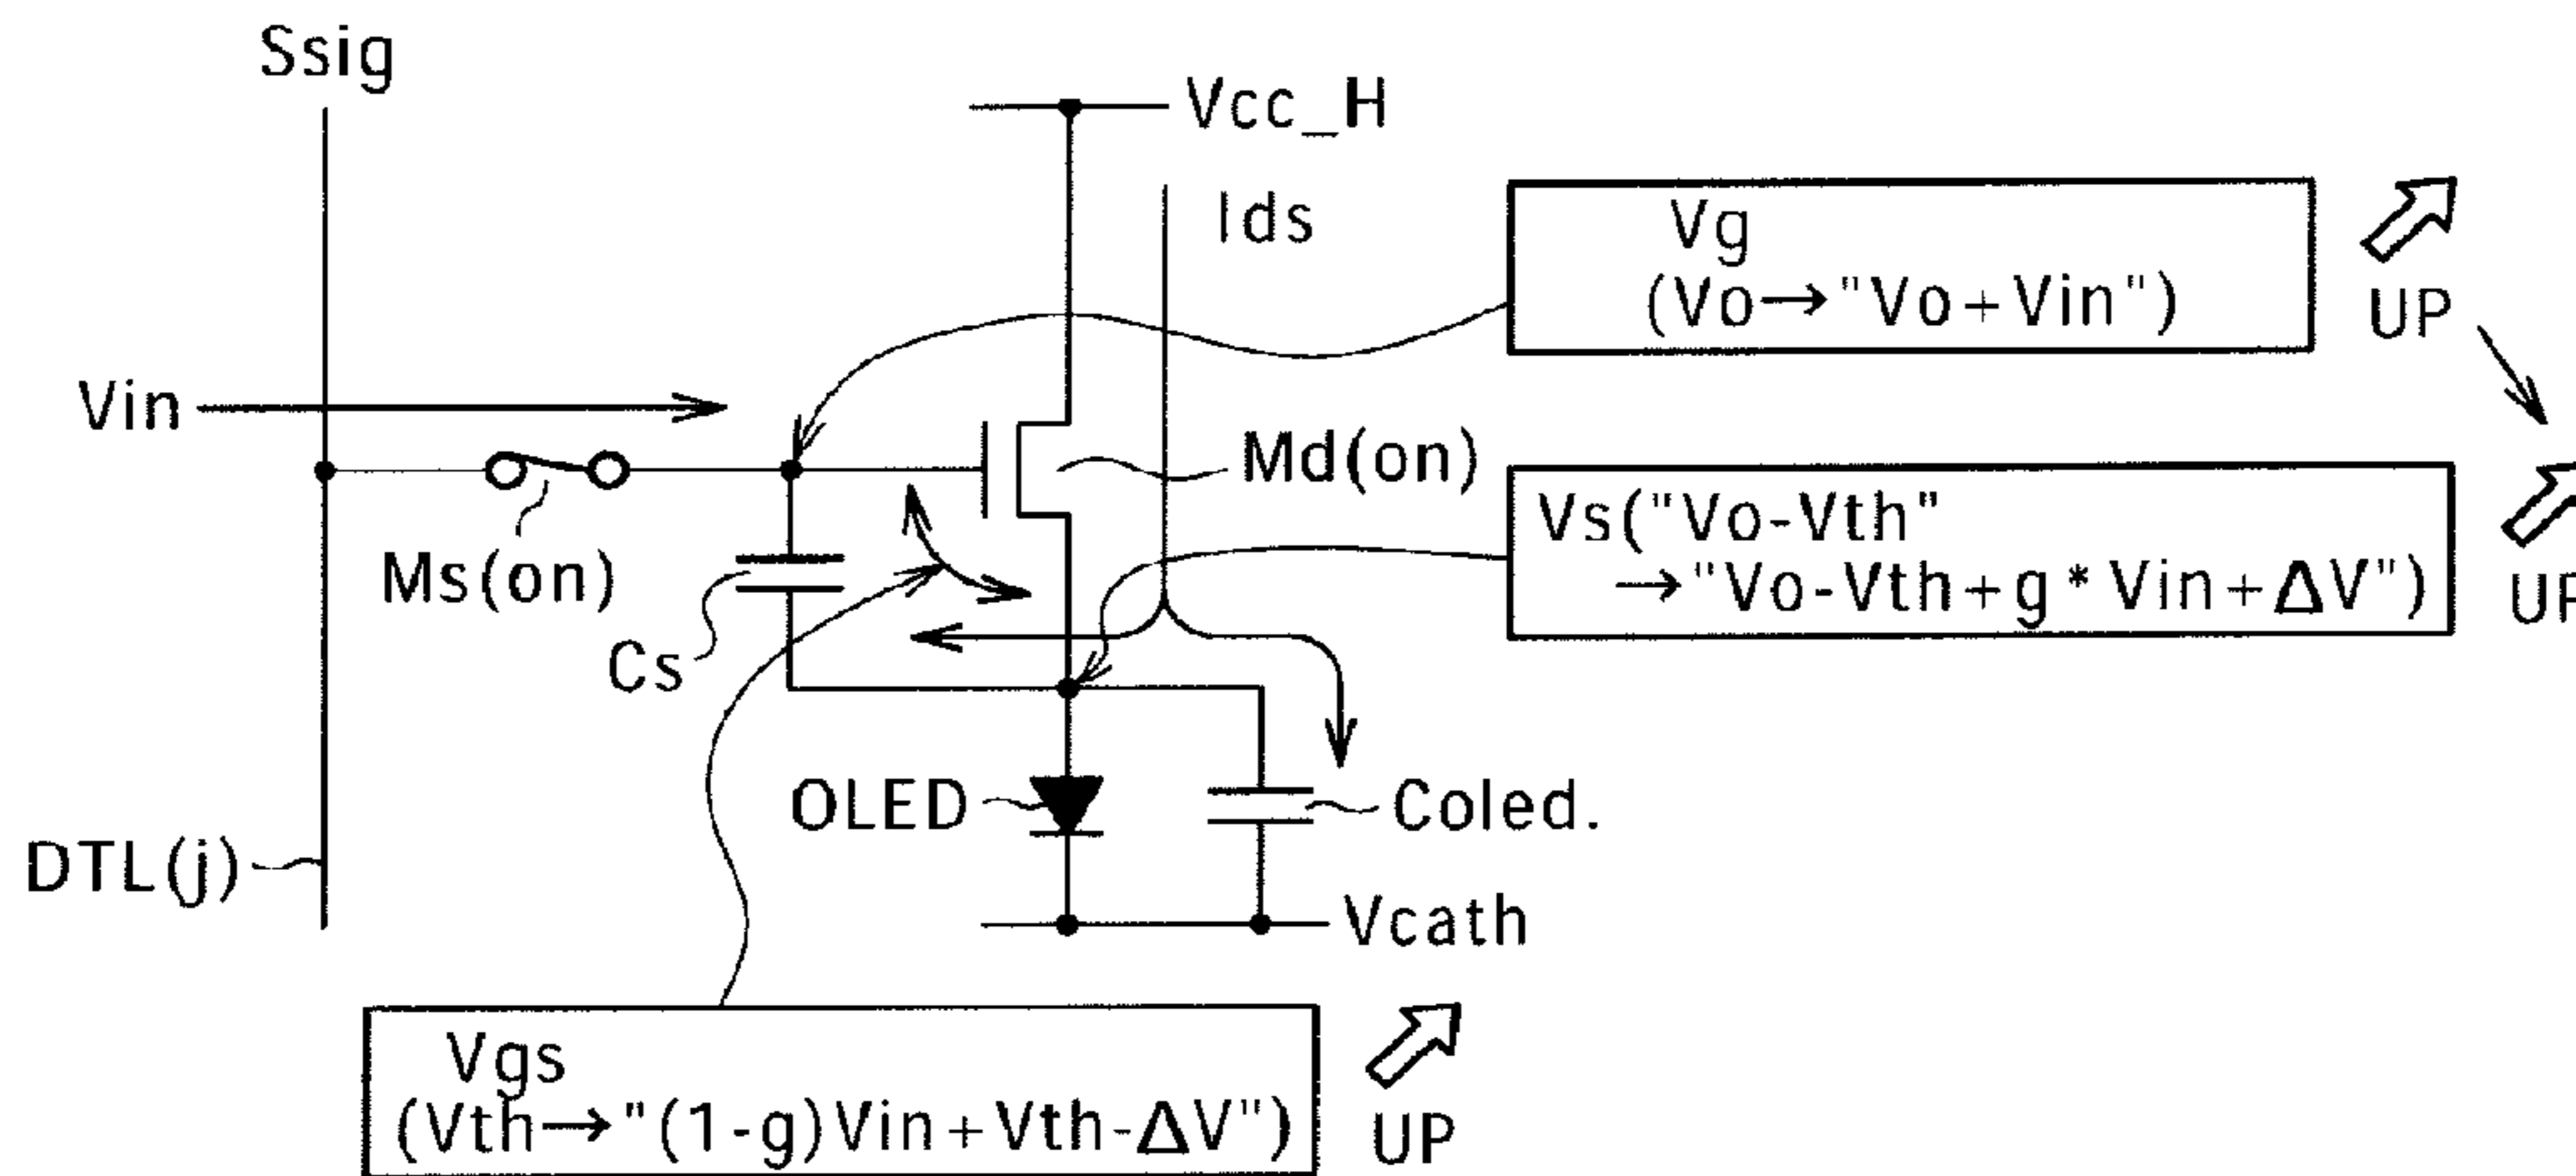 Ssig
Vcc_H
Ids
Vg
(Vo→"Vo+Vin")
UP
Vin
Md(on)
Vs("Vo-Vth"
→"Vo-Vth+g*Vin+ΔV")
UP
Ms(on)
Cs
OLED
Coled.
DTL(j)
Vcath
Vgs
(Vth→"(1-g)Vin+Vth-ΔV")
UP